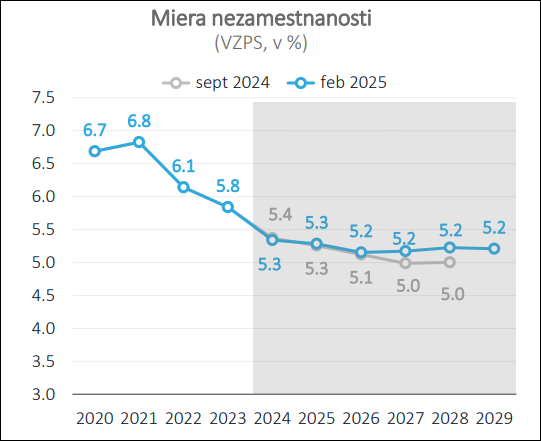 Miera nezamestnanosti
(VZPS, v %)
sept 2024 feb 2025
7.5
7.0
6.5
6.0
5.5
5.0
4.5
4.0
3.5
3.0
6.7 6.8 6.1 5.8 5.3 5.3 5.2 5.2 5.2 5.2
5.4 5.3 5.1 5.0 5.0
2020 2021 2022 2023 2024 2025 2026 2027 2028 2029